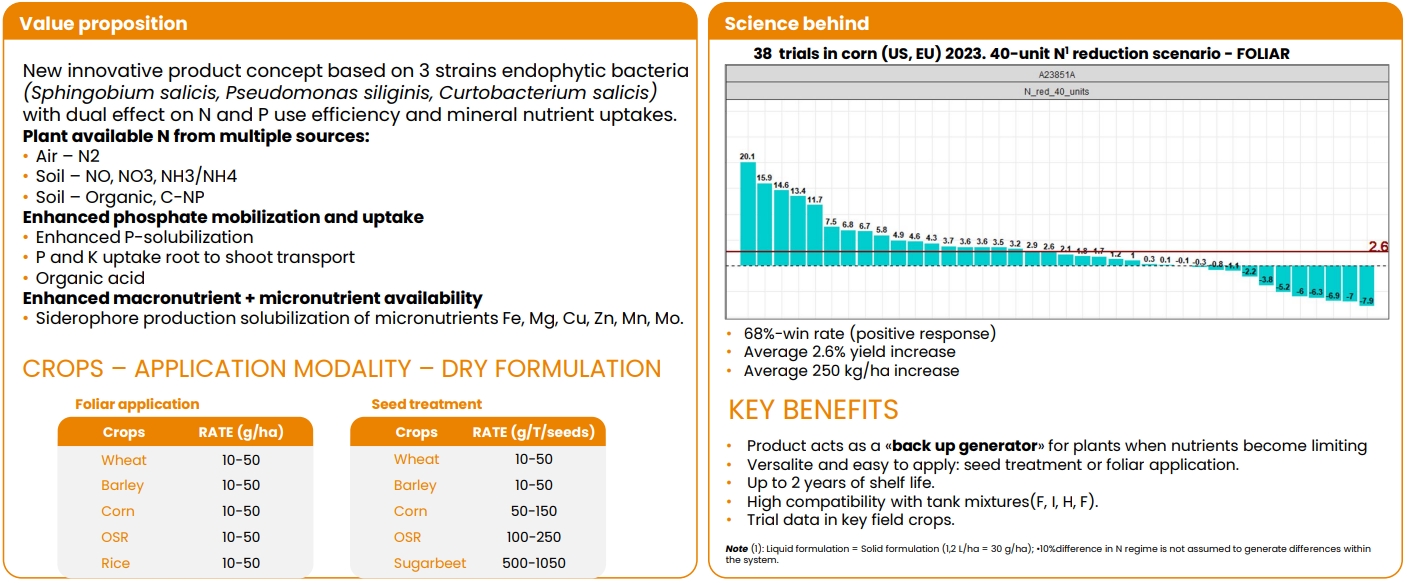 Value proposition
New innovative product concept based on 3 strains endophytic bacteria
(Sphingobium salicis, Pseudomonas siliginis, Curtobacterium salicis)
with dual effect on N and P use efficiency and mineral nutrient uptakes.
Plant available N from multiple sources:
• Air – N2
• Soil – NO, NO3, NH3/NH4
• Soil – Organic, C-NP
Enhanced phosphate mobilization and uptake
• Enhanced P-solubilization
• P and K uptake root to shoot transport
• Organic acid
Enhanced macronutrient + micronutrient availability
• Siderophore production solubilization of micronutrients Fe, Mg, Cu, Zn, Mn, Mo.
CROPS – APPLICATION MODALITY – DRY FORMULATION
Foliar application
Crops RATE (g/ha)
Wheat 10-50
Barley 10-50
Corn 10-50
OSR 10-50
Rice 10-50
Seed treatment
Crops RATE (g/T/seeds)
Wheat 10-50
Barley 10-50
Corn 50-150
OSR 100-250
Sugarbeet 500-1050
Science behind
38 trials in corn (US, EU) 2023. 40-unit N¹ reduction scenario - FOLIAR
A23851A
N_red_40_units
20.1 15.9 14.6 13.4 11.7 7.5 6.8 6.7 5.8 4.9 4.6 4.3 3.7 3.6 3.6 3.5 3.2 2.9 2.6 2.1 1.8 1.7 1.2 1 0.3 0.1 -0.1 -0.3 -0.8 -1.1 -2.2 -3.8 -5.2 -6 -6.3 -6.9 -7 -7.9
2.6
• 68%-win rate (positive response)
• Average 2.6% yield increase
• Average 250 kg/ha increase
KEY BENEFITS
• Product acts as a «back up generator» for plants when nutrients become limiting
• Versalite and easy to apply: seed treatment or foliar application.
• Up to 2 years of shelf life.
• High compatibility with tank mixtures(F, I, H, F).
• Trial data in key field crops.
Note (1): Liquid formulation = Solid formulation (1,2 L/ha = 30 g/ha); •10%difference in N regime is not assumed to generate differences within
the system.